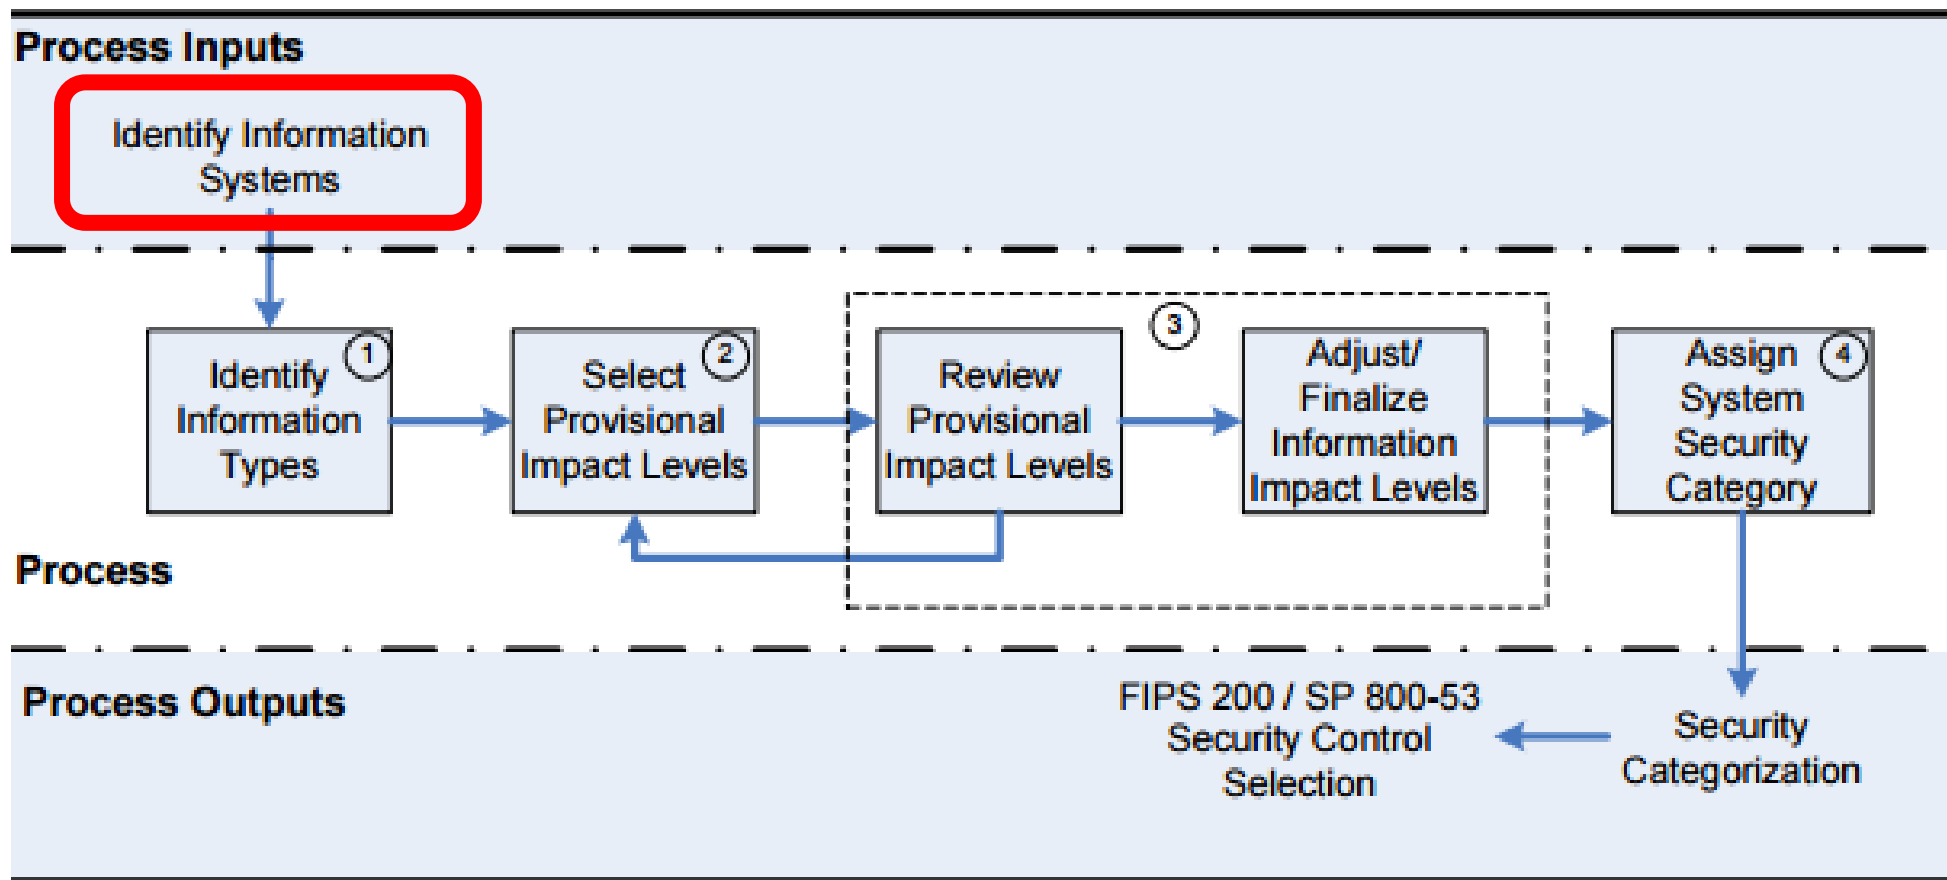 Process Inputs
Identify Information
Systems
1
Identify
Information
Types
2
Select
Provisional
Impact Levels
3
Review
Provisional
Impact Levels
Adjust/
Finalize
Information
Impact Levels
4
Assign
System
Security
Category
Process
Process Outputs
FIPS 200 / SP 800-53
Security Control
Selection
Security
Categorization